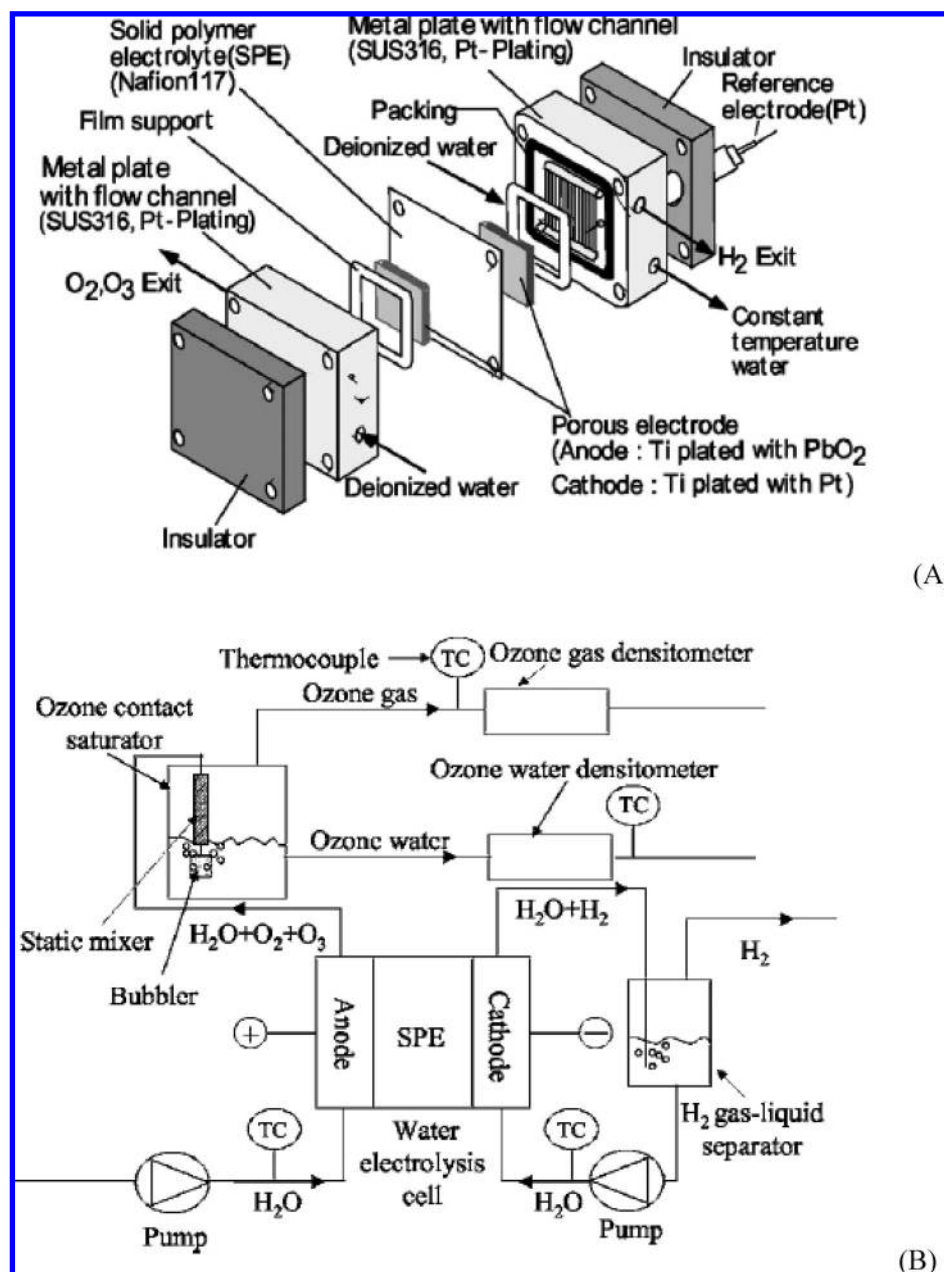 Solid polymer
electrolyte(SPE)
(Nafion117)
Metal plate with flow channel
(SUS316, Pt-Plating)
Insulator
Reference
electrode(Pt)
Film support
Packing
Deionized water
Metal plate
with flow channel
(SUS316, Pt-Plating)
O2,O3 Exit
H2 Exit
Constant
temperature
water
Porous electrode
(Anode : Ti plated with PbO2
Cathode : Ti plated with Pt)
Deionized water
Insulator
(A
Thermocouple
TC
Ozone gas densitometer
Ozone gas
Ozone contact
saturator
Ozone water densitometer
TC
Ozone water
H2O+H2
H2O+O2+O3
H2
Static mixer
Bubbler
Anode
SPE
Cathode
+
−
H2 gas-liquid
separator
TC
Water
electrolysis
cell
TC
H2O
H2O
Pump
Pump
(B)